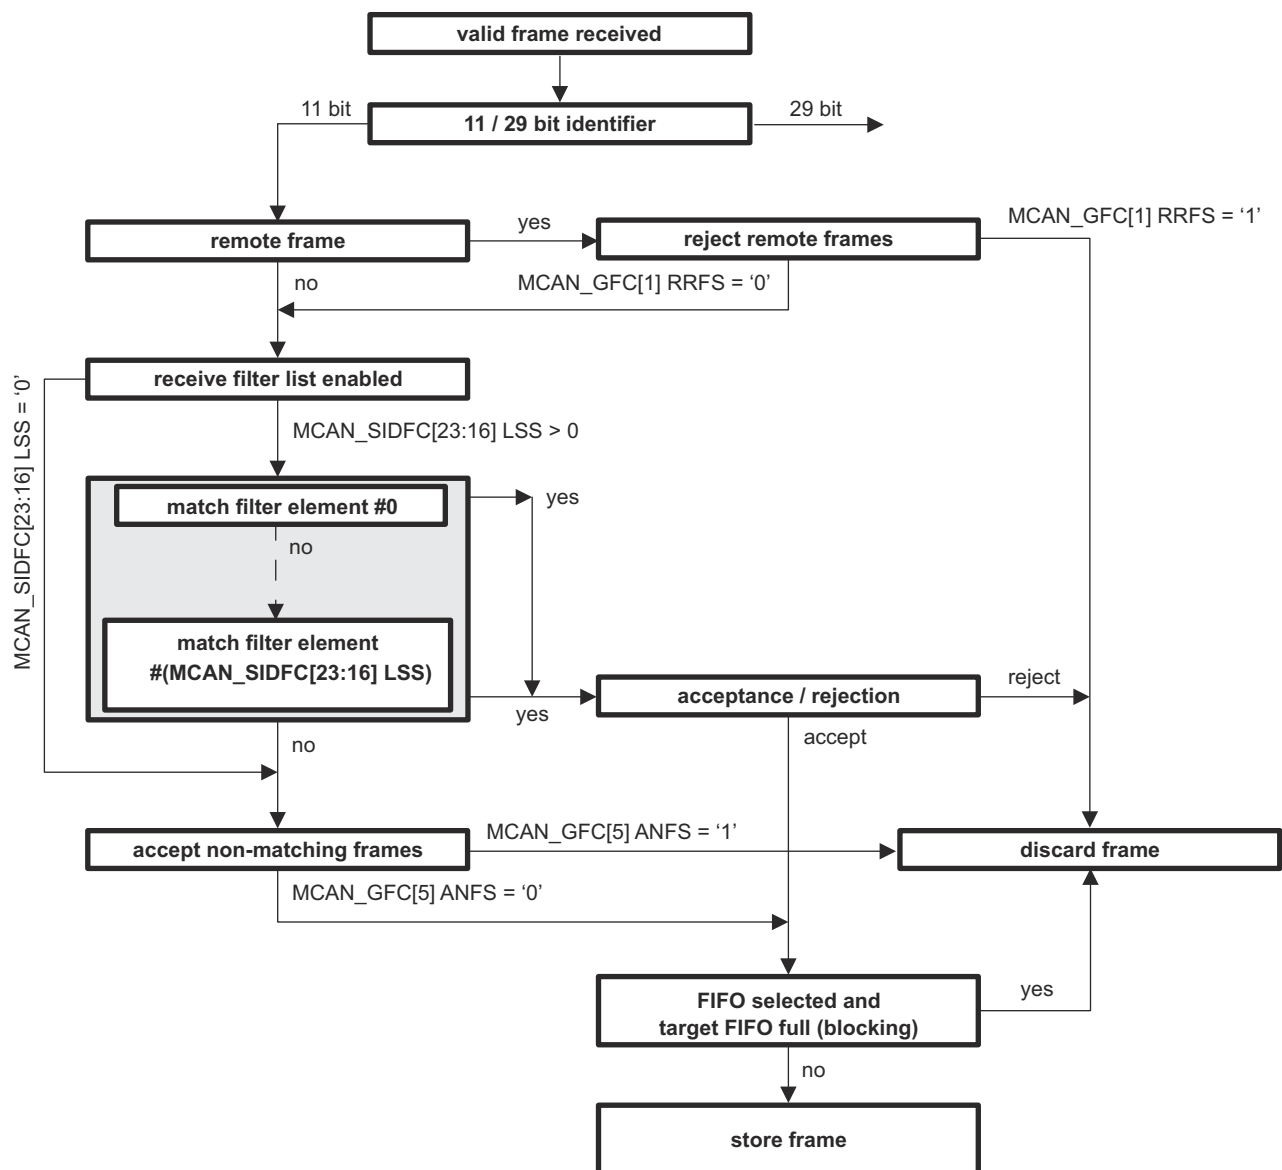 valid frame received
11 bit
11 / 29 bit identifier
29 bit
remote frame
yes
reject remote frames
MCAN_GFC[1] RRFS = ‘1’
no
MCAN_GFC[1] RRFS = ‘0’
receive filter list enabled
MCAN_SIDFC[23:16] LSS = ‘0’
MCAN_SIDFC[23:16] LSS > 0
match filter element #0
yes
no
match filter element
#(MCAN_SIDFC[23:16] LSS)
yes
acceptance / rejection
reject
no
accept
accept non-matching frames
MCAN_GFC[5] ANFS = ‘1’
discard frame
MCAN_GFC[5] ANFS = ‘0’
FIFO selected and
target FIFO full (blocking)
yes
no
store frame